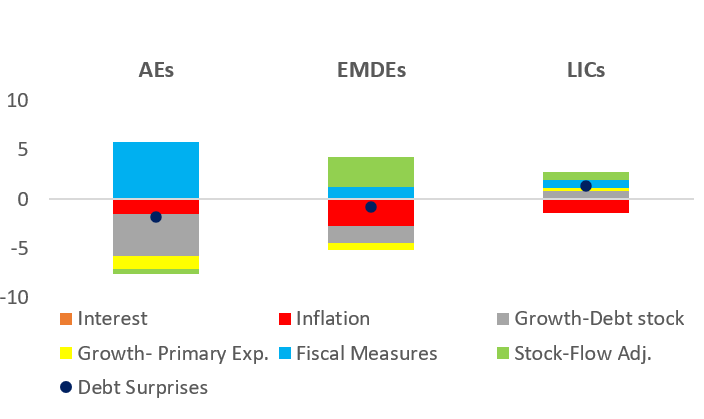 AEs EMDEs LICs
10
5
0
-5
-10
Interest Inflation Growth-Debt stock
Growth- Primary Exp. Fiscal Measures Stock-Flow Adj.
Debt Surprises